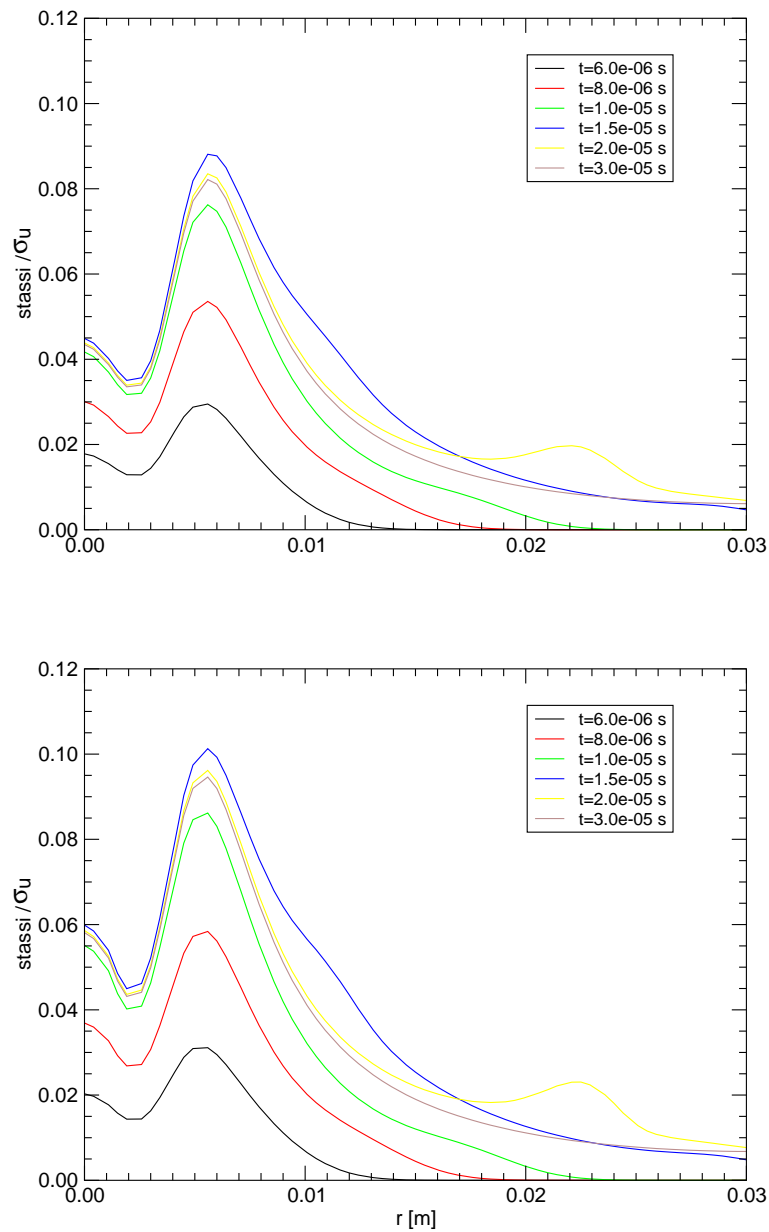 0.12
t=6.0e-06 s
t=8.0e-06 s
t=1.0e-05 s
t=1.5e-05 s
t=2.0e-05 s
t=3.0e-05 s
0.10
0.08
stassi /σu
0.06
0.04
0.02
0.00
0.00 0.01 0.02 0.03
0.12
t=6.0e-06 s
t=8.0e-06 s
t=1.0e-05 s
t=1.5e-05 s
t=2.0e-05 s
t=3.0e-05 s
0.10
0.08
stassi /σu
0.06
0.04
0.02
0.00
0.00 0.01 0.02 0.03
r [m]